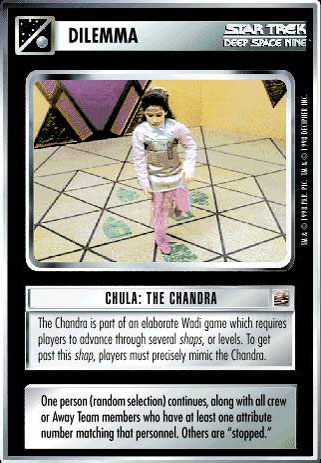 DILEMMA
STAR TREK
DEEP SPACE NINE
TM & © 1998 PAR. PIC. TM & © 1998 DECIPHER INC.
CHULA: THE CHANDRA
The Chandra is part of an elaborate Wadi game which requires
players to advance through several shaps, or levels. To get
past this shap, players must precisely mimic the Chandra.
One person (random selection) continues, along with all crew
or Away Team members who have at least one attribute
number matching that personnel. Others are “stopped.”